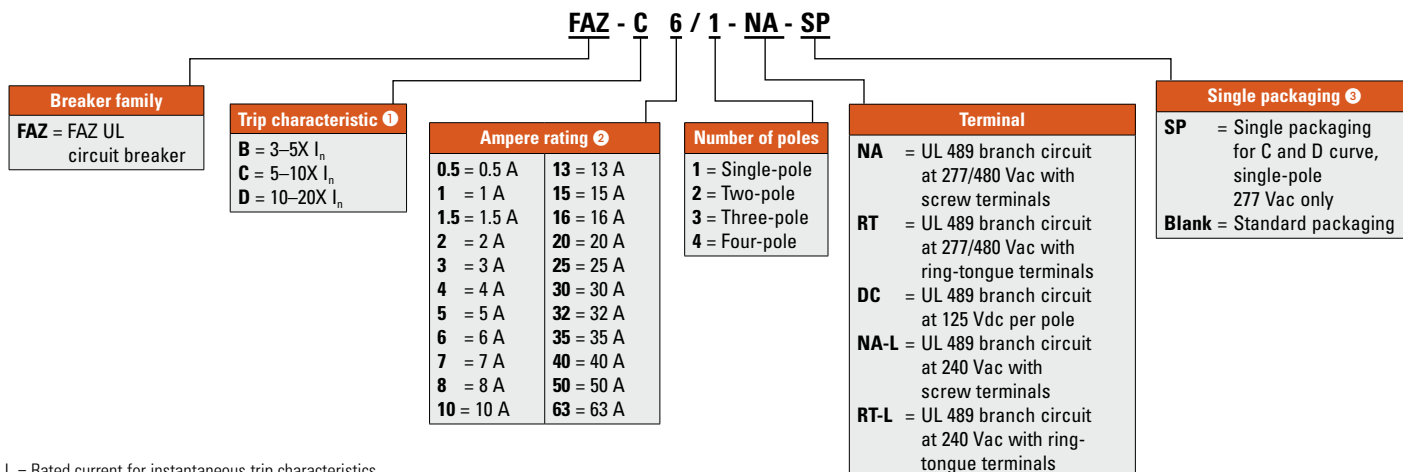 FAZ - C 6 / 1 - NA - SP
Breaker family
FAZ = FAZ UL
circuit breaker
Trip characteristic ❶
B = 3–5X In
C = 5–10X In
D = 10–20X In
Ampere rating ❷
0.5 = 0.5 A
1 = 1 A
1.5 = 1.5 A
2 = 2 A
3 = 3 A
4 = 4 A
5 = 5 A
6 = 6 A
7 = 7 A
8 = 8 A
10 = 10 A
13 = 13 A
15 = 15 A
16 = 16 A
20 = 20 A
25 = 25 A
30 = 30 A
32 = 32 A
35 = 35 A
40 = 40 A
50 = 50 A
63 = 63 A
Number of poles
1 = Single-pole
2 = Two-pole
3 = Three-pole
4 = Four-pole
Terminal
NA = UL 489 branch circuit
at 277/480 Vac with
screw terminals
RT = UL 489 branch circuit
at 277/480 Vac with
ring-tongue terminals
DC = UL 489 branch circuit
at 125 Vdc per pole
NA-L = UL 489 branch circuit
at 240 Vac with
screw terminals
RT-L = UL 489 branch circuit
at 240 Vac with ring-
tongue terminals
Single packaging ❸
SP = Single packaging
for C and D curve,
single-pole
277 Vac only
Blank = Standard packaging
I = Rated current for instantaneous trip characteristics